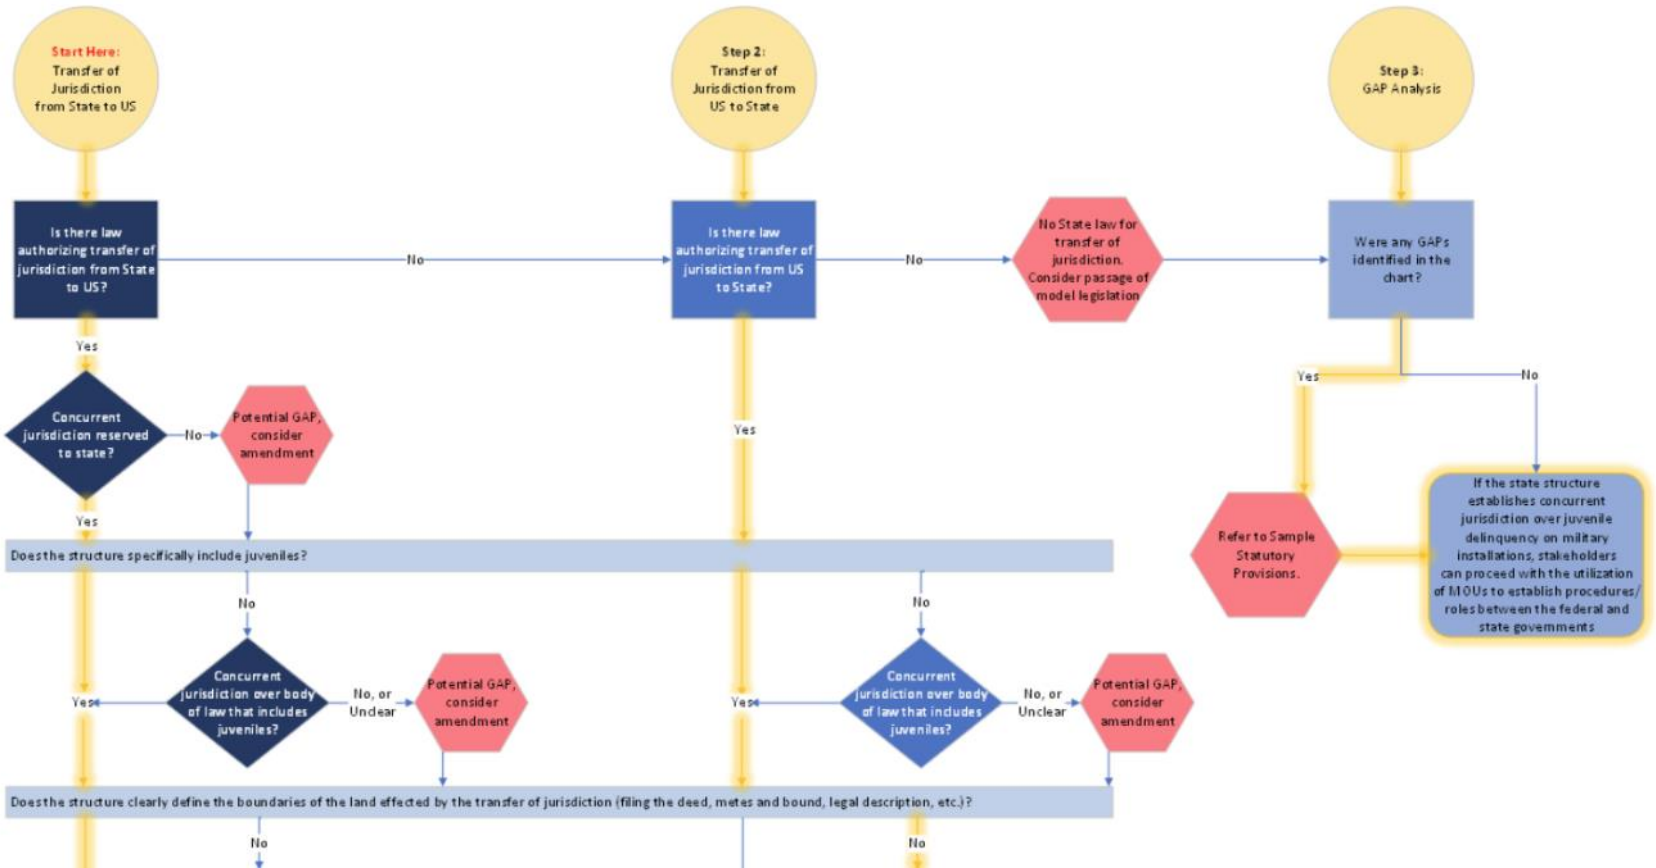 Start Here:
Transfer of
Jurisdiction
from State to US
Step 2:
Transfer of
Jurisdiction from
US to State
Step 3:
GAP Analysis
Is there law
authorizing transfer of
jurisdiction from State
to US?
No
Is there law
authorizing transfer of
jurisdiction from US
to State?
No
No State law for
transfer of
jurisdiction.
Consider passage of
model legislation
Were any GAPs
identified in the
chart?
Yes
Concurrent
jurisdiction reserved
to state?
No
Potential GAP,
consider
amendment
Yes
Yes
Yes
No
Refer to Sample
Statutory
Provisions.
If the state structure
establishes concurrent
jurisdiction over juvenile
delinquency on military
installations, stakeholders
can proceed with the utilization
of MOUs to establish procedures/
roles between the federal and
state governments
Does the structure specifically include juveniles?
No
No
Yes
Concurrent
jurisdiction over body
of law that includes
juveniles?
No, or
Unclear
Potential GAP,
consider
amendment
Yes
Concurrent
jurisdiction over body
of law that includes
juveniles?
No, or
Unclear
Potential GAP,
consider
amendment
Does the structure clearly define the boundaries of the land effected by the transfer of jurisdiction (filing the deed, metes and bound, legal description, etc.)?
No
No